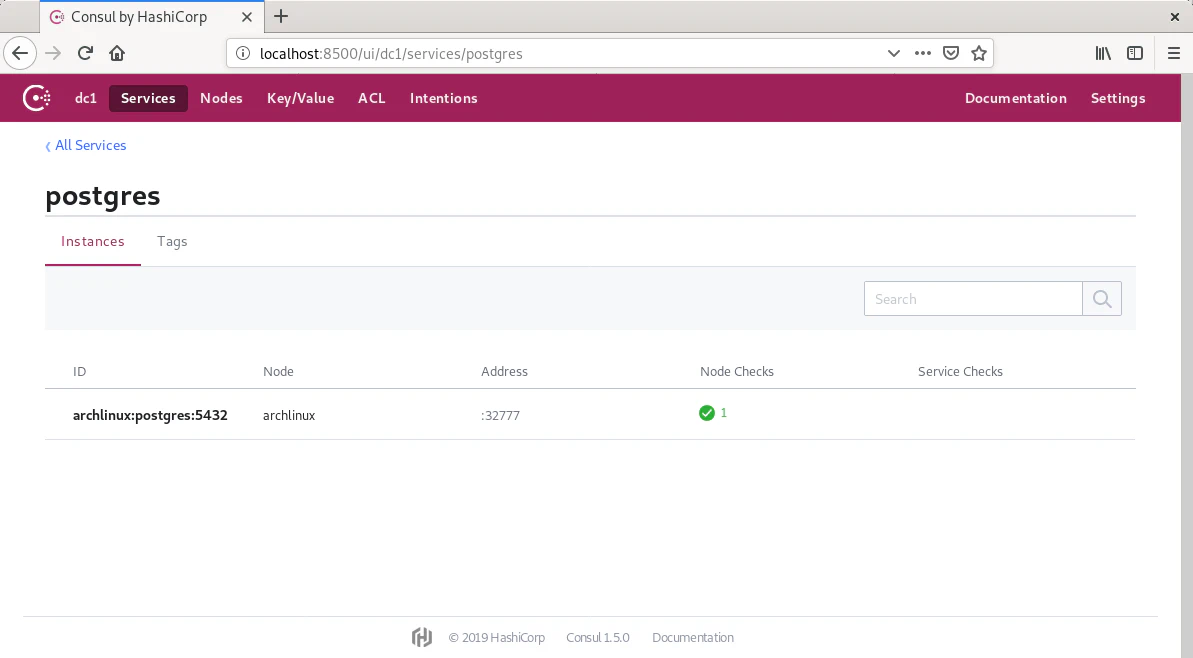 Consul by HashiCorp
localhost:8500/ui/dc1/services/postgres
dc1 Services Nodes Key/Value ACL Intentions Documentation Settings
All Services
postgres
Instances Tags
Search
ID Node Address Node Checks Service Checks
archlinux:postgres:5432 archlinux :32777 1
© 2019 HashiCorp Consul 1.5.0 Documentation